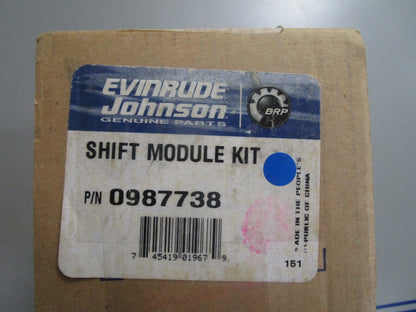 EVINRUDE
Johnson
GENUINE PARTS
BRP
SHIFT MODULE KIT
P/N 0987738
7 45419 01967 9
MADE IN THE PEOPLE'S
REPUBLIC OF CHINA
151